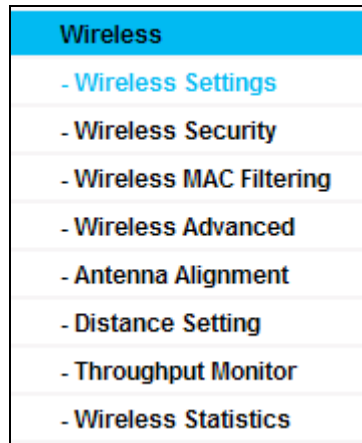 Wireless
- Wireless Settings
- Wireless Security
- Wireless MAC Filtering
- Wireless Advanced
- Antenna Alignment
- Distance Setting
- Throughput Monitor
- Wireless Statistics